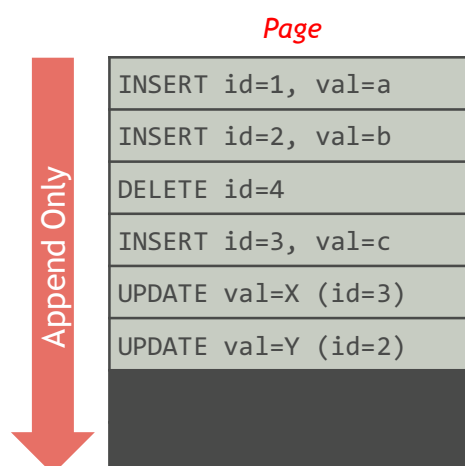 Page
Append Only
INSERT id=1, val=a
INSERT id=2, val=b
DELETE id=4
INSERT id=3, val=c
UPDATE val=X (id=3)
UPDATE val=Y (id=2)